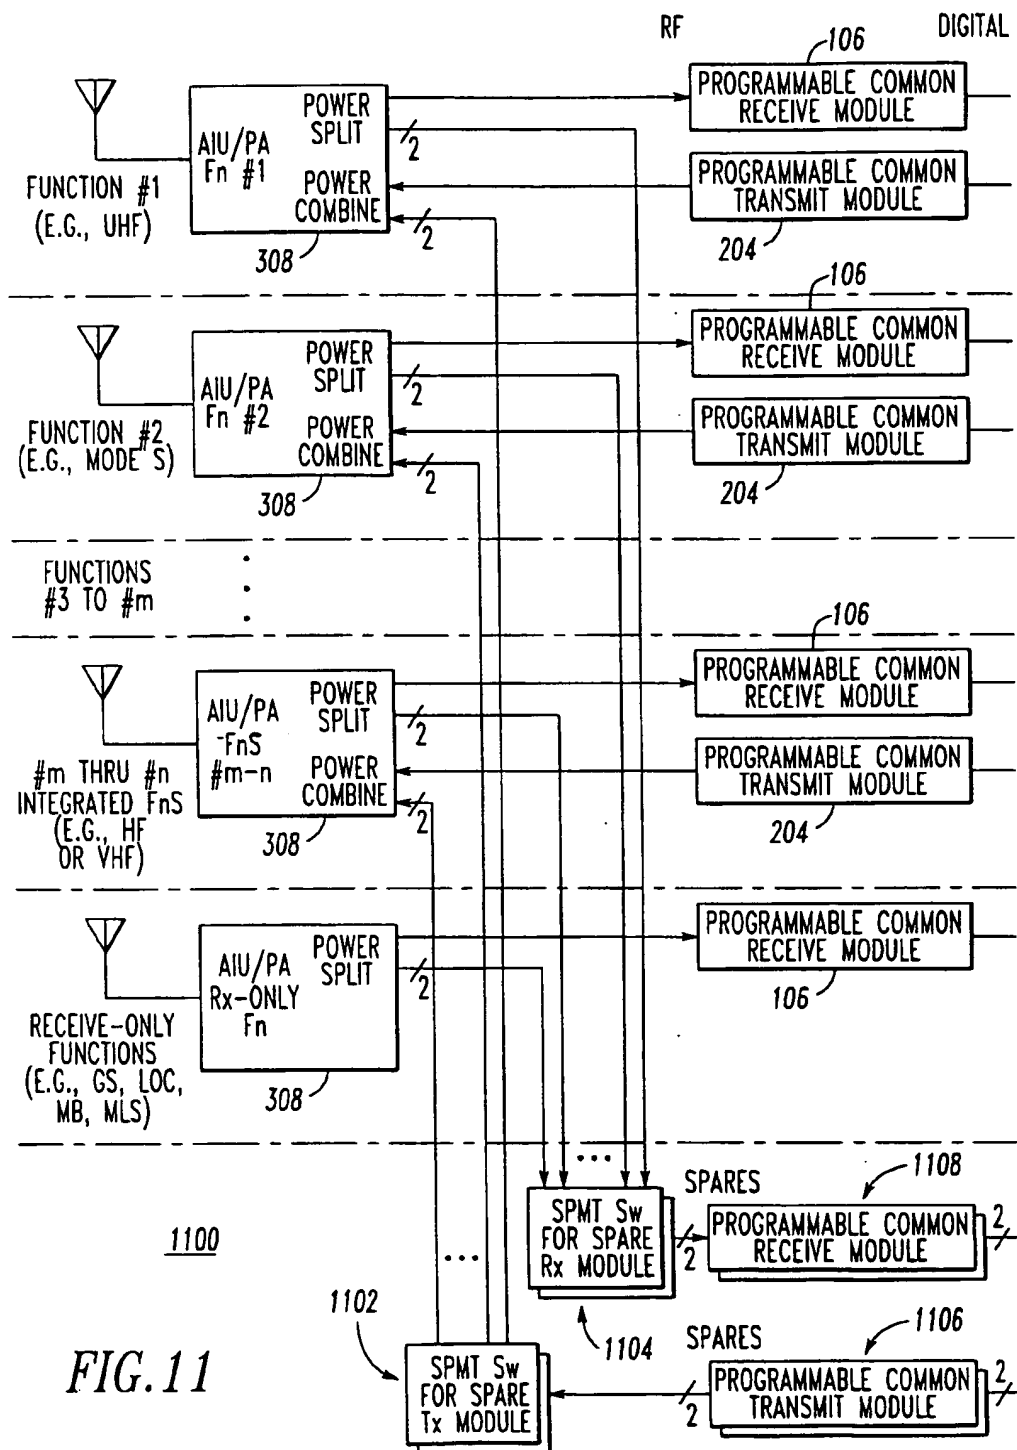 RF
DIGITAL
106
PROGRAMMABLE COMMON
RECEIVE MODULE
AIU/PA
Fn #1
POWER
SPLIT
POWER
COMBINE
2
2
308
FUNCTION #1
(E.G., UHF)
PROGRAMMABLE COMMON
TRANSMIT MODULE
204
106
PROGRAMMABLE COMMON
RECEIVE MODULE
AIU/PA
Fn #2
POWER
SPLIT
POWER
COMBINE
2
2
308
FUNCTION #2
(E.G., MODE S)
PROGRAMMABLE COMMON
TRANSMIT MODULE
204
FUNCTIONS
#3 TO #m
106
PROGRAMMABLE COMMON
RECEIVE MODULE
AIU/PA
FnS
#m-n
POWER
SPLIT
POWER
COMBINE
2
2
308
#m THRU #n
INTEGRATED FnS
(E.G., HF
OR VHF)
PROGRAMMABLE COMMON
TRANSMIT MODULE
204
PROGRAMMABLE COMMON
RECEIVE MODULE
106
AIU/PA
Rx-ONLY
Fn
POWER
SPLIT
2
308
RECEIVE-ONLY
FUNCTIONS
(E.G., GS, LOC,
MB, MLS)
SPARES
1108
SPMT Sw
FOR SPARE
Rx MODULE
2
PROGRAMMABLE COMMON
RECEIVE MODULE
2
1100
1104
1102
SPARES
1106
SPMT Sw
FOR SPARE
Tx MODULE
2
PROGRAMMABLE COMMON
TRANSMIT MODULE
2
FIG.11